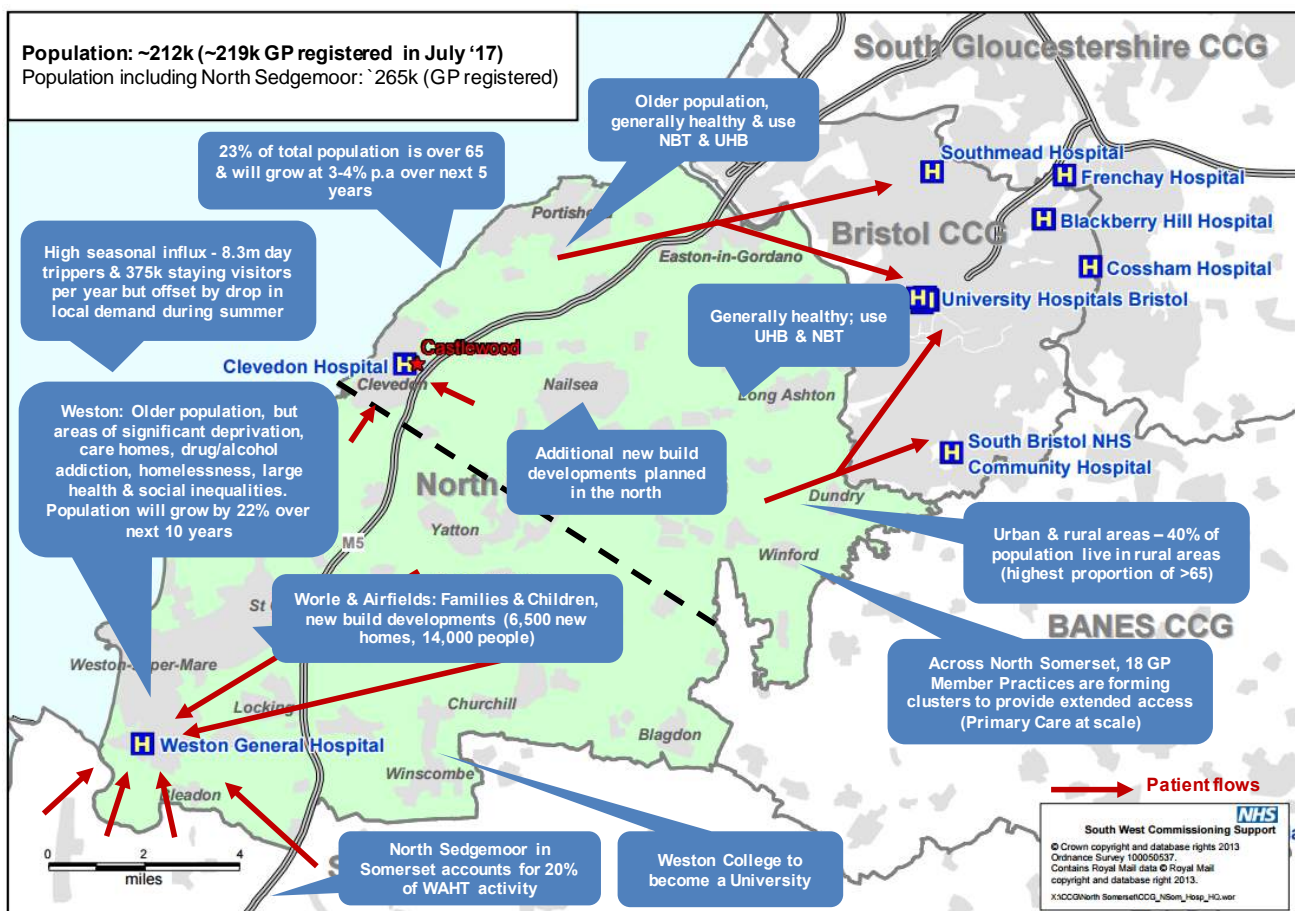 Population: ~212k (~219k GP registered in July ‘17)
Population including North Sedgemoor: `265k (GP registered)
South Gloucestershire CCG
Older population,
generally healthy & use
NBT & UHB
23% of total population is over 65
& will grow at 3-4% p.a over next 5
years
Southmead Hospital
Frenchay Hospital
Blackberry Hill Hospital
Bristol CCG
Cossham Hospital
University Hospitals Bristol
Easton-in-Gordano
High seasonal influx - 8.3m day
trippers & 375k staying visitors
per year but offset by drop in
local demand during summer
Generally healthy; use
UHB & NBT
Clevedon Hospital
Castlewood
Clevedon
Nailsea
Long Ashton
Weston: Older population, but
areas of significant deprivation,
care homes, drug/alcohol
addiction, homelessness, large
health & social inequalities.
Population will grow by 22% over
next 10 years
Additional new build
developments planned
in the north
South Bristol NHS
Community Hospital
North
Dundry
Yatton
M5
Winford
Urban & rural areas – 40% of
population live in rural areas
(highest proportion of >65)
Worle & Airfields: Families & Children,
new build developments (6,500 new
homes, 14,000 people)
St
BANES CCG
Weston-Super-Mare
Locking
Churchill
Across North Somerset, 18 GP
Member Practices are forming
clusters to provide extended access
(Primary Care at scale)
Weston General Hospital
Blagdon
Winscombe
Bleadon
Patient flows
0 2 4
miles
North Sedgemoor in
Somerset accounts for 20%
of WAHT activity
Weston College to
become a University
NHS
South West Commissioning Support
© Crown copyright and database rights 2013
Ordnance Survey 100050537.
Contains Royal Mail data © Royal Mail
copyright and database right 2013.
X:\CCG\North Somerset\CCG_NSom_Hosp_HQ.wor